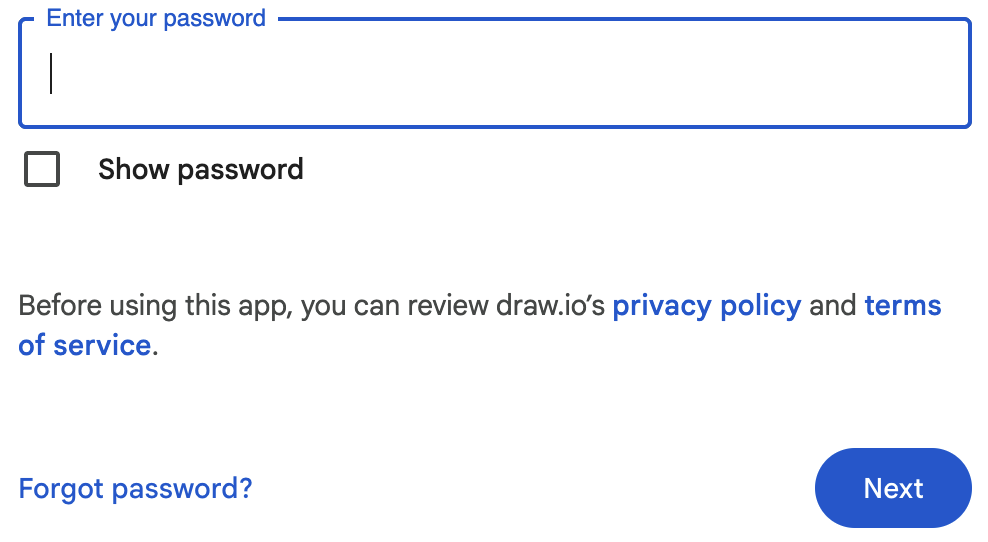 Enter your password
Show password
Before using this app, you can review draw.io’s privacy policy and terms
of service.
Forgot password?
Next